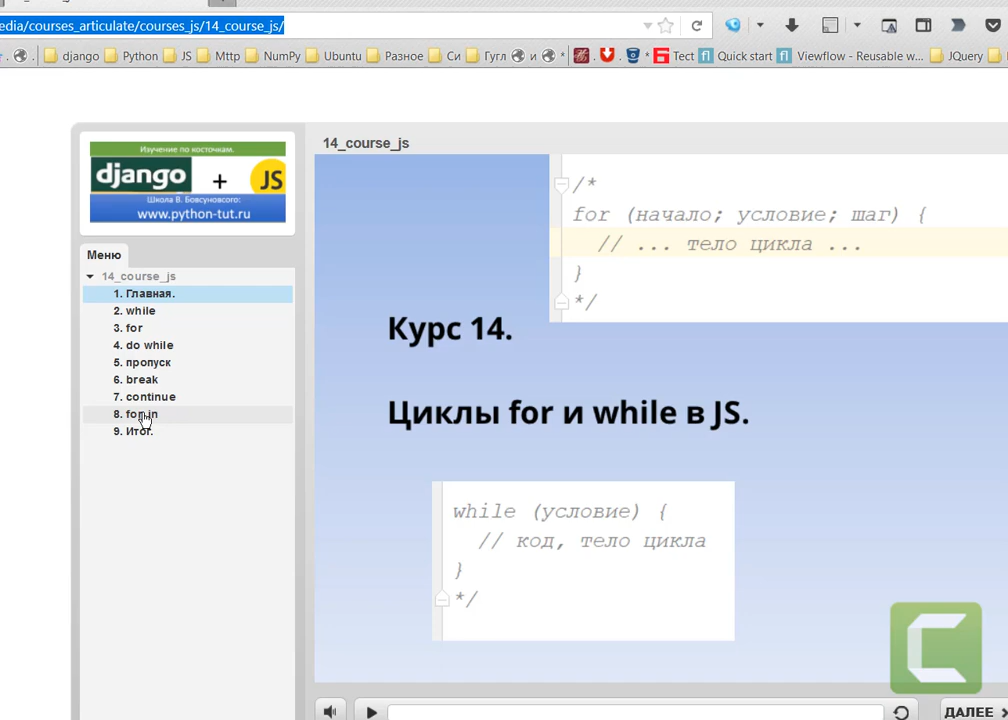 edia/courses_articulate/courses_js/14_course_js/
django Python JS Mttp NumPy Ubuntu Разное Си Гугл и Тест Quick start Viewflow - Reusable w... JQuery
14_course_js
Изучение по косточкам.
django + JS
Школа В. Бовсуновсого:
www.python-tut.ru
Меню
14_course_js
1. Главная.
2. while
3. for
4. do while
5. пропуск
6. break
7. continue
8. for in
9. Итог.
/*
for (начало; условие; шаг) {
// ... тело цикла ...
}
*/
Курс 14.
Циклы for и while в JS.
while (условие) {
// код, тело цикла
}
*/
ДАЛЕЕ